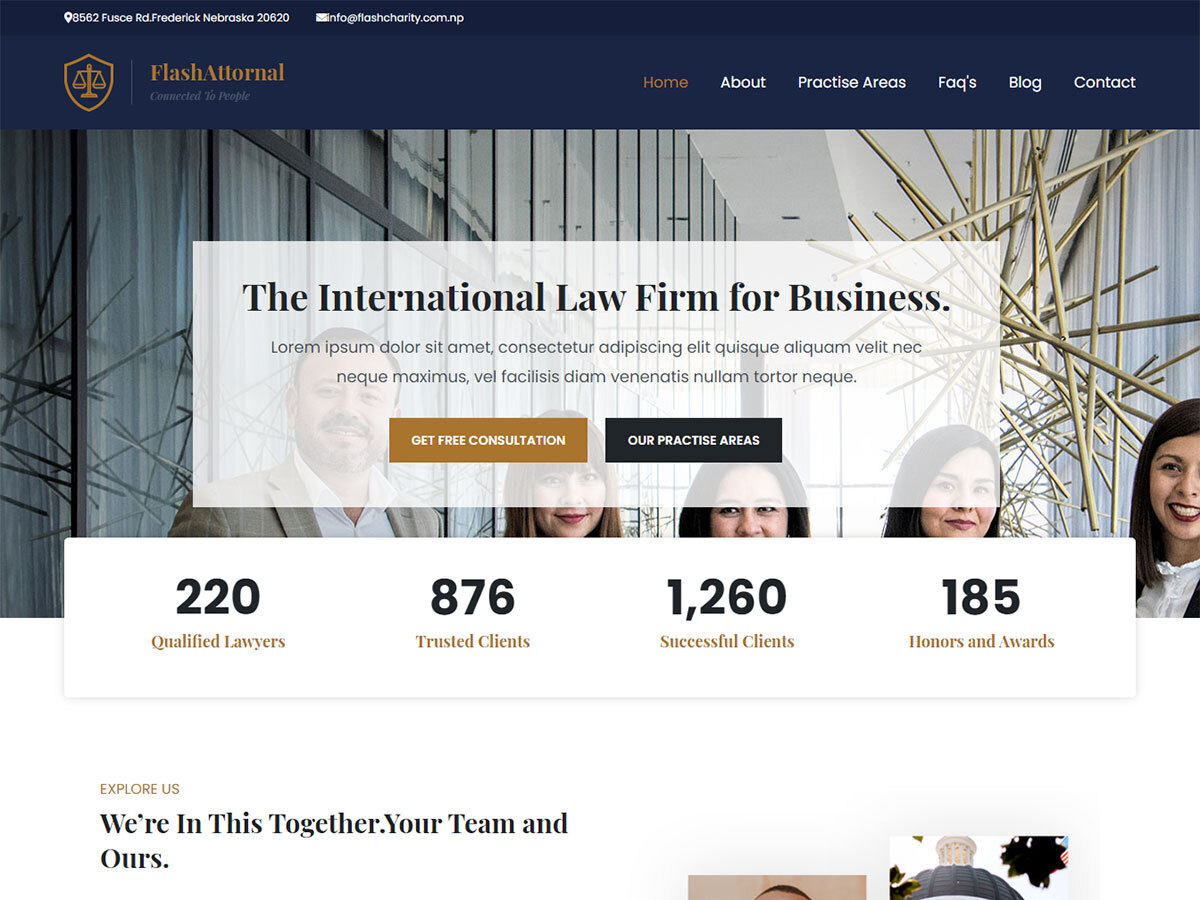 8562 Fusce Rd.Frederick Nebraska 20620
info@flashcharity.com.np
FlashAttornal
Connected To People
Home
About
Practise Areas
Faq's
Blog
Contact
The International Law Firm for Business.
Lorem ipsum dolor sit amet, consectetur adipiscing elit quisque aliquam velit nec
neque maximus, vel facilisis diam venenatis nullam tortor neque.
GET FREE CONSULTATION
OUR PRACTISE AREAS
220
Qualified Lawyers
876
Trusted Clients
1,260
Successful Clients
185
Honors and Awards
EXPLORE US
We’re In This Together.Your Team and
Ours.